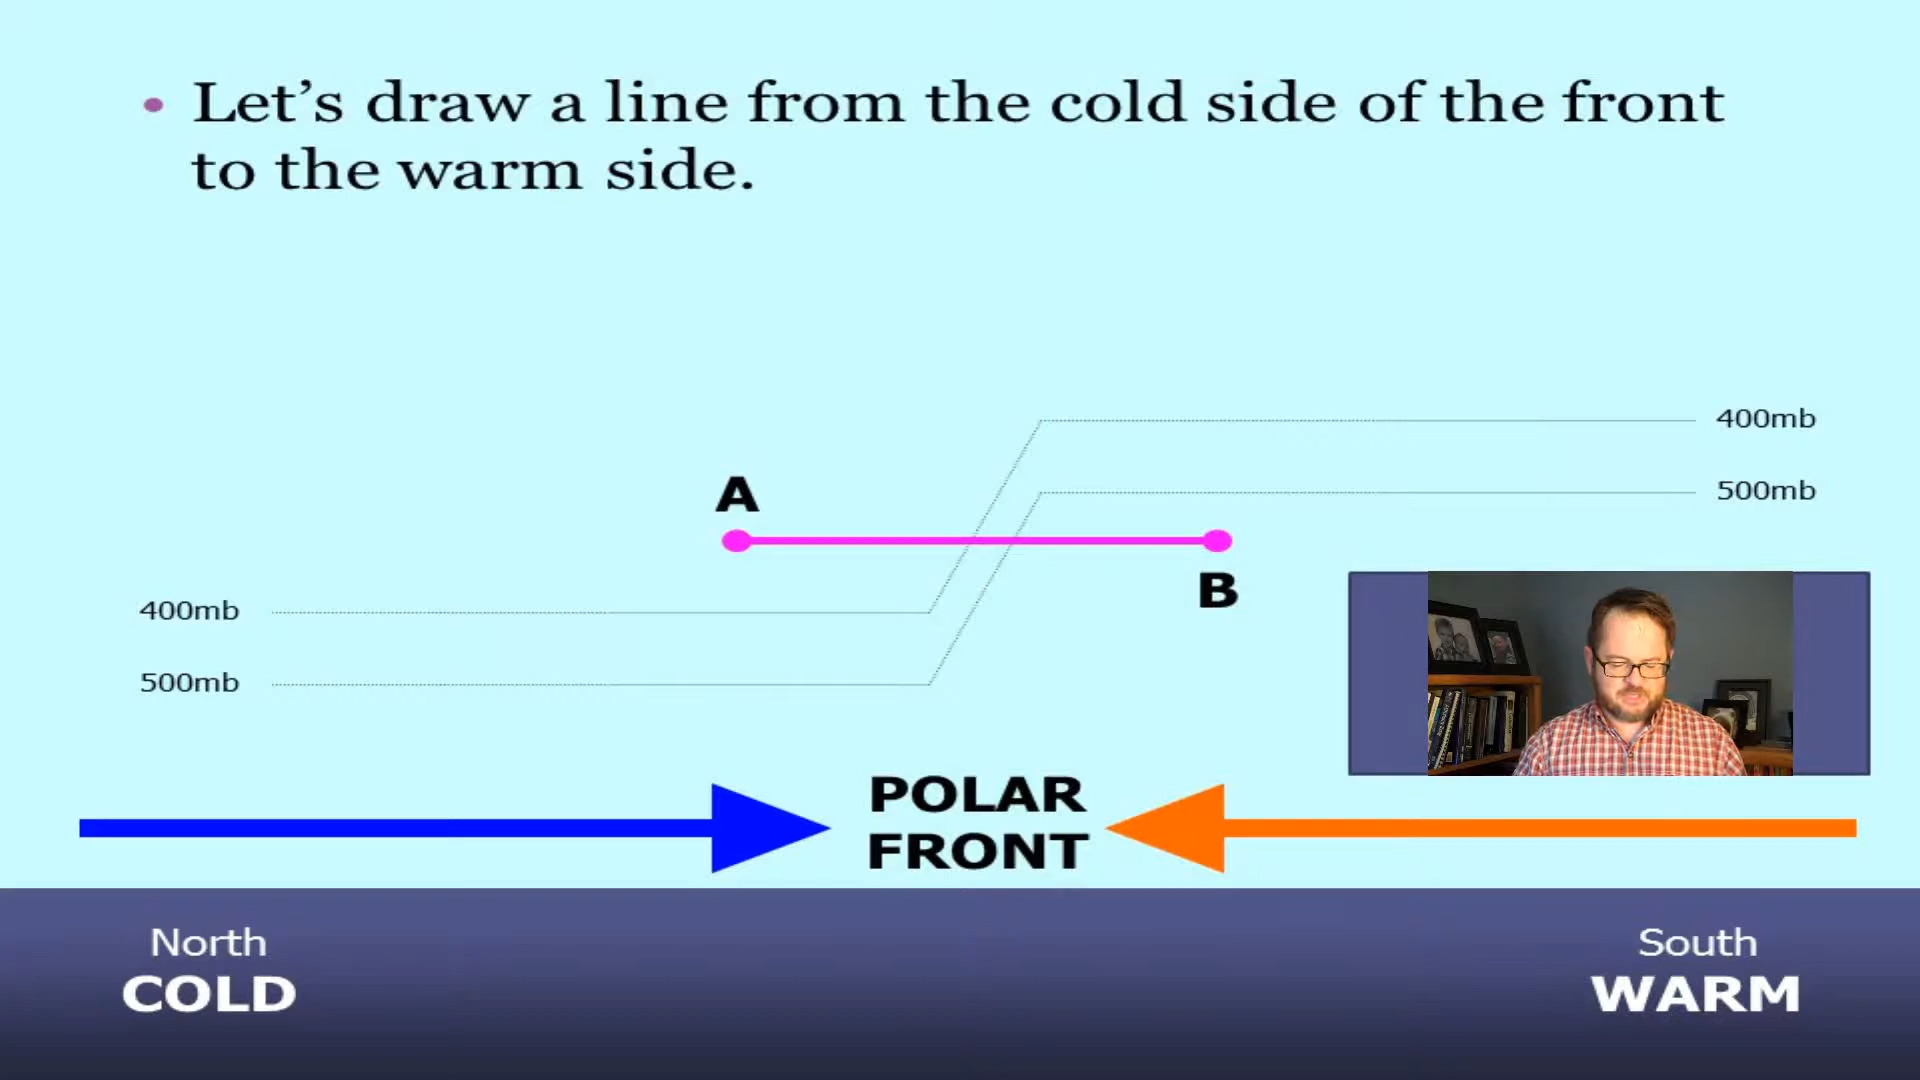 • Let’s draw a line from the cold side of the front
to the warm side.
400mb
500mb
A
B
400mb
500mb
POLAR
FRONT
North
COLD
South
WARM